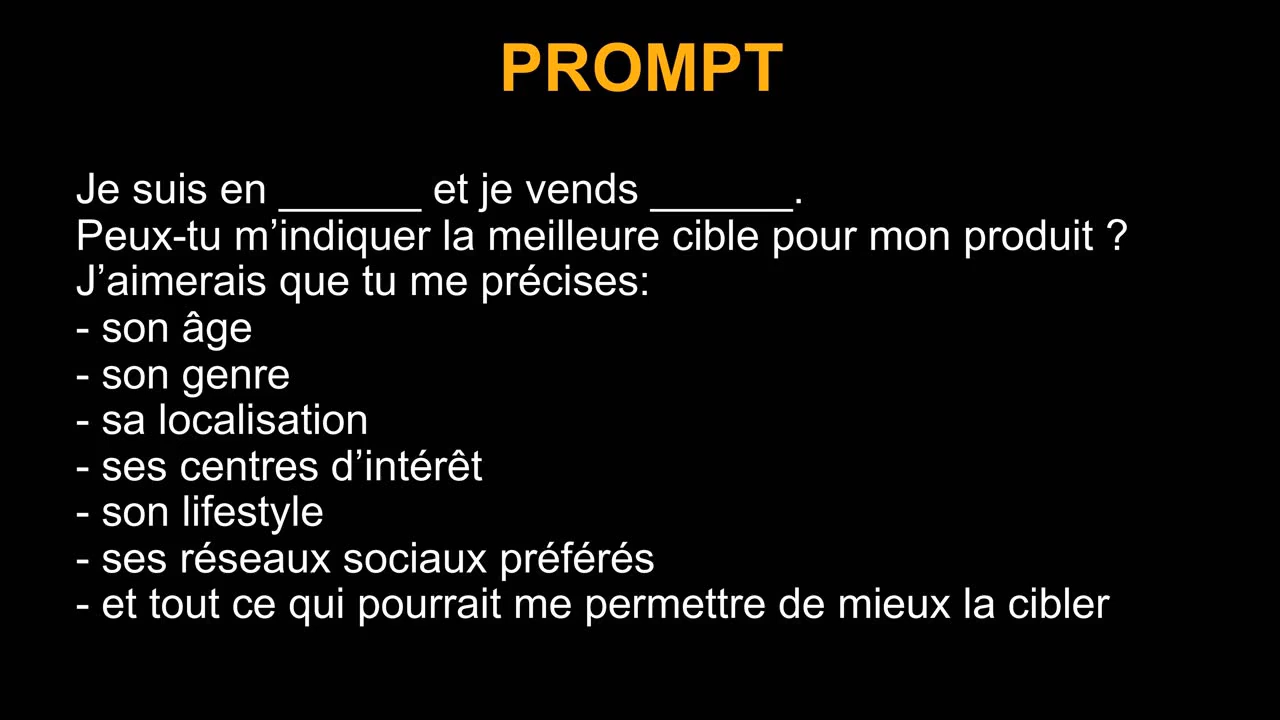 PROMPT
Je suis en ______ et je vends ______.
Peux-tu m’indiquer la meilleure cible pour mon produit ?
J’aimerais que tu me précises:
- son âge
- son genre
- sa localisation
- ses centres d’intérêt
- son lifestyle
- ses réseaux sociaux préférés
- et tout ce qui pourrait me permettre de mieux la cibler